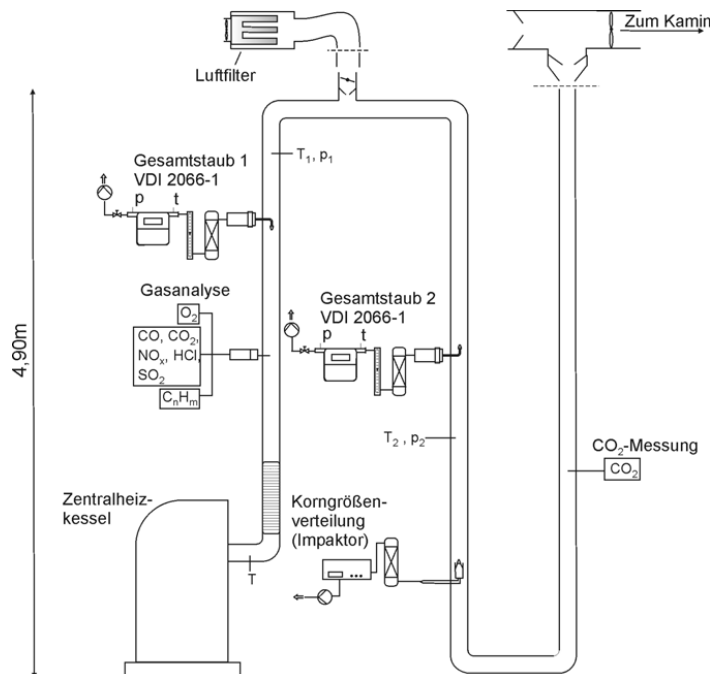 Zum Kamin
Luftfilter
T₁, p₁
Gesamtstaub 1
VDI 2066-1
p t
Gasanalyse
O₂
CO, CO₂,
NOₓ, HCl,
SO₂
CₙHₘ
4,90m
Gesamtstaub 2
VDI 2066-1
p t
T₂ , p₂
CO₂-Messung
CO₂
Zentralheiz-
kessel
T
Korngrößen-
verteilung
(Impaktor)